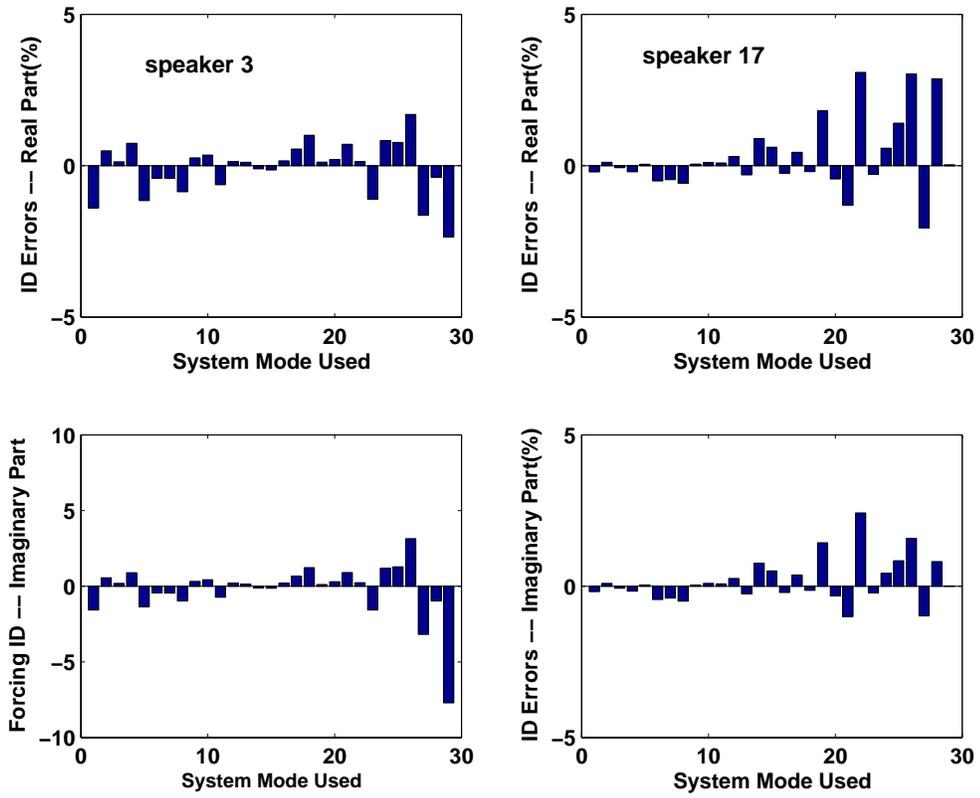 speaker 3
ID Errors −− Real Part(%)
5
0
−5
0 10 20 30
System Mode Used
speaker 17
ID Errors −− Real Part(%)
5
0
−5
0 10 20 30
System Mode Used
Forcing ID −− Imaginary Part
10
5
0
−5
−10
0 10 20 30
System Mode Used
ID Errors −− Imaginary Part(%)
5
0
−5
0 10 20 30
System Mode Used